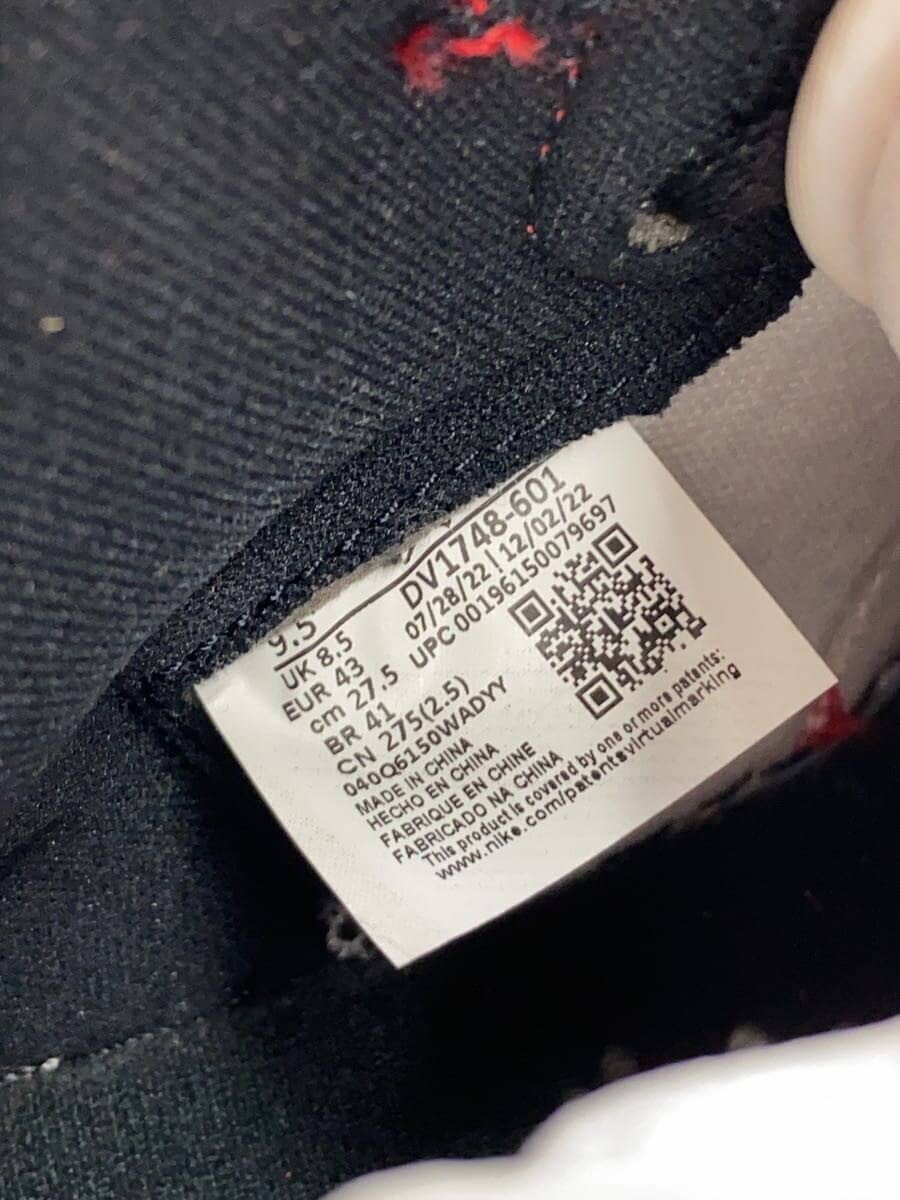 9.5
UK 8.5
EUR 43
cm 27.5
BR 41
CN 275(2.5)
040Q6150WADYY
DV1748-601
07/28/22 | 12/02/22
UPC 00196150079697
MADE IN CHINA
HECHO EN CHINA
FABRIQUE EN CHINE
FABRICADO NA CHINA
This product is covered by one or more patents:
www.nike.com/patentsvirtualmarking